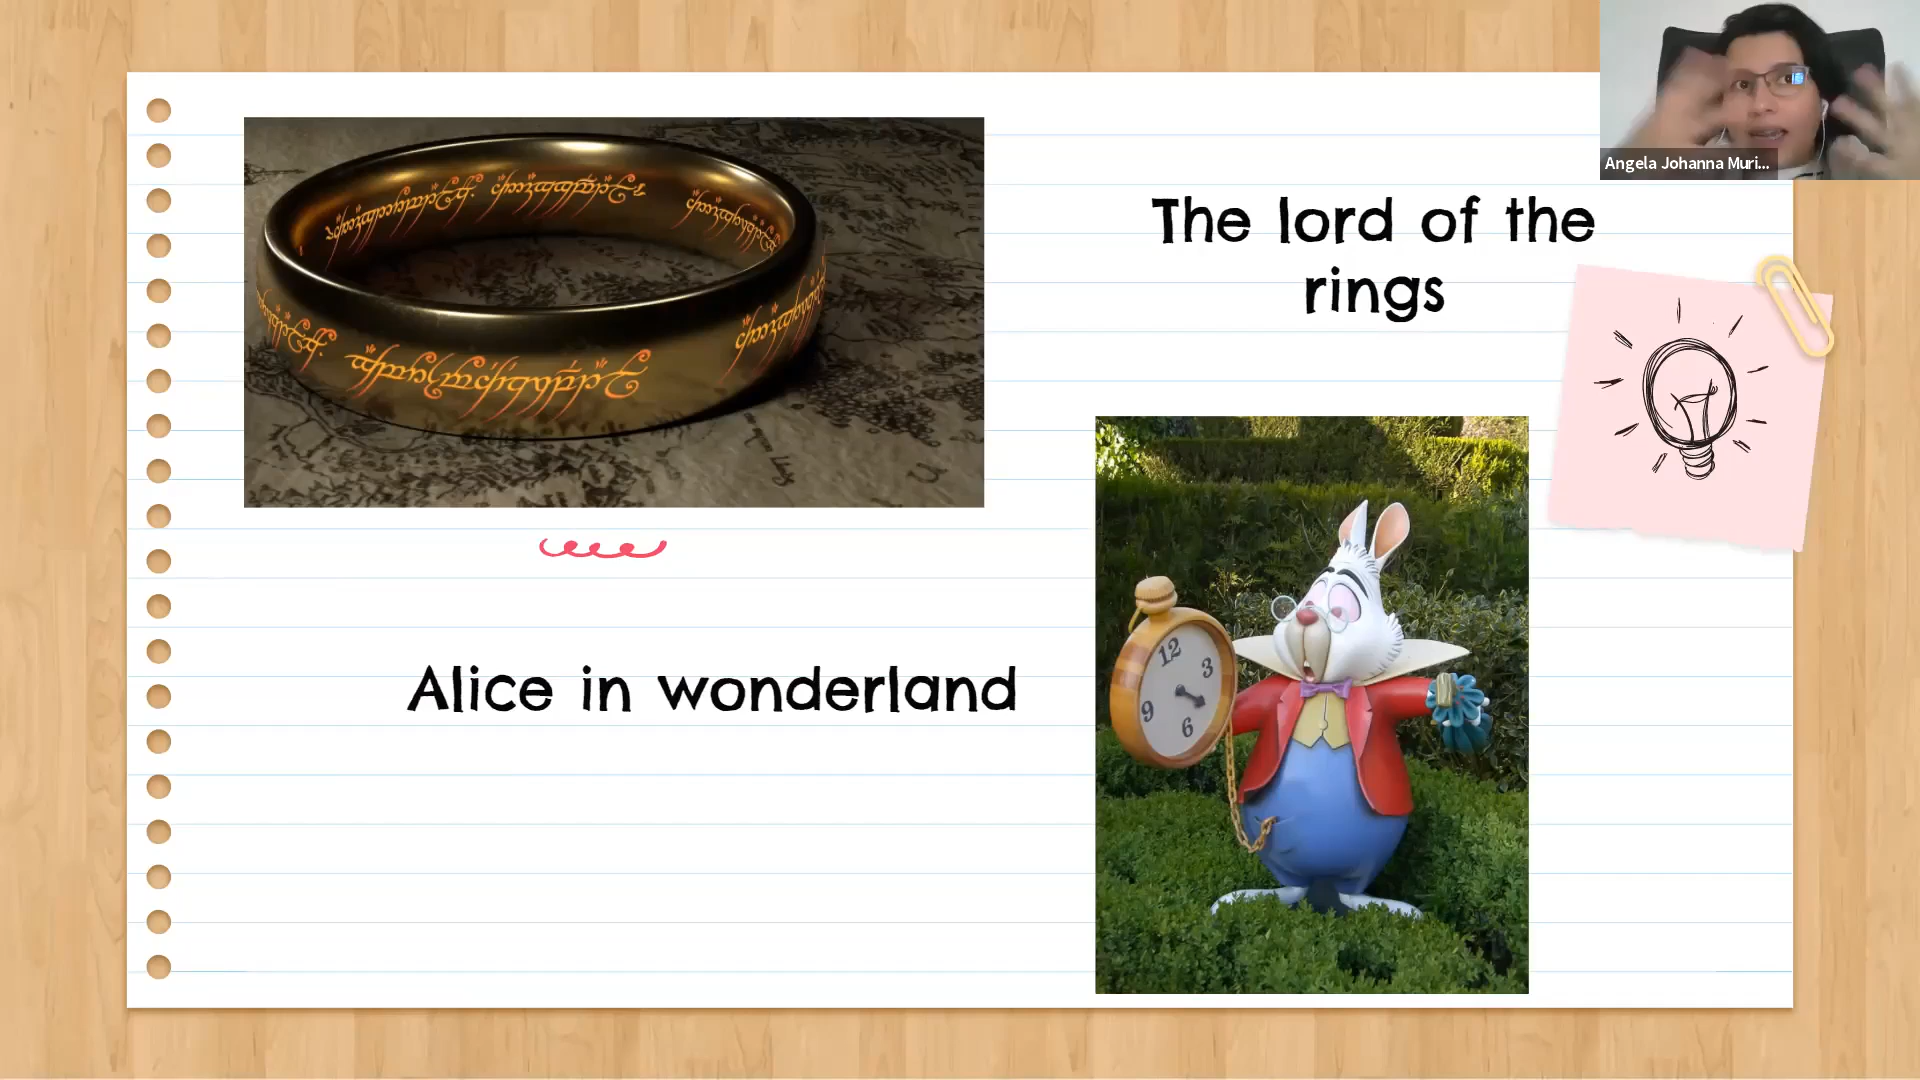 Angela Johanna Muri...
The lord of the
rings
Alice in wonderland
12
3
9
6